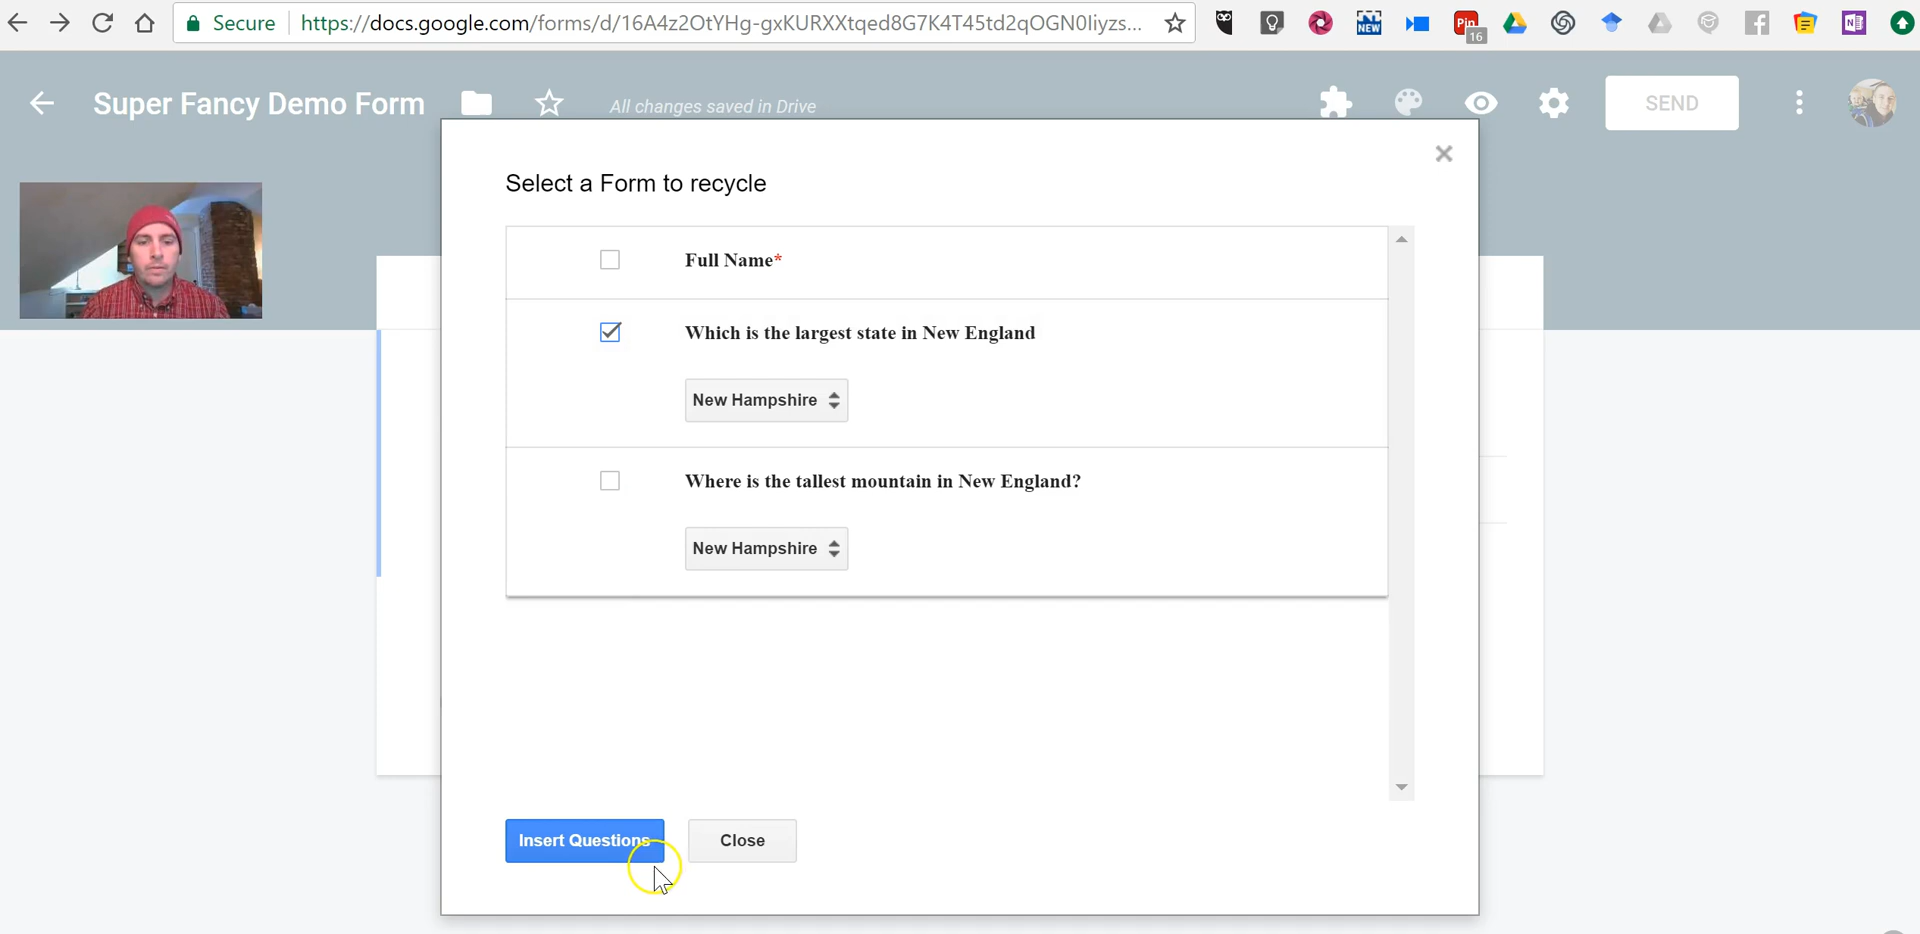 Secure
https://docs.google.com/forms/d/16A4z2OtYHg-gxKURXXtqed8G7K4T45td2qOGN0Iiyzs...
NEW
Pin
16
N
Super Fancy Demo Form
All changes saved in Drive
SEND
Select a Form to recycle
Full Name*
Which is the largest state in New England
New Hampshire
Where is the tallest mountain in New England?
New Hampshire
Insert Questions
Close